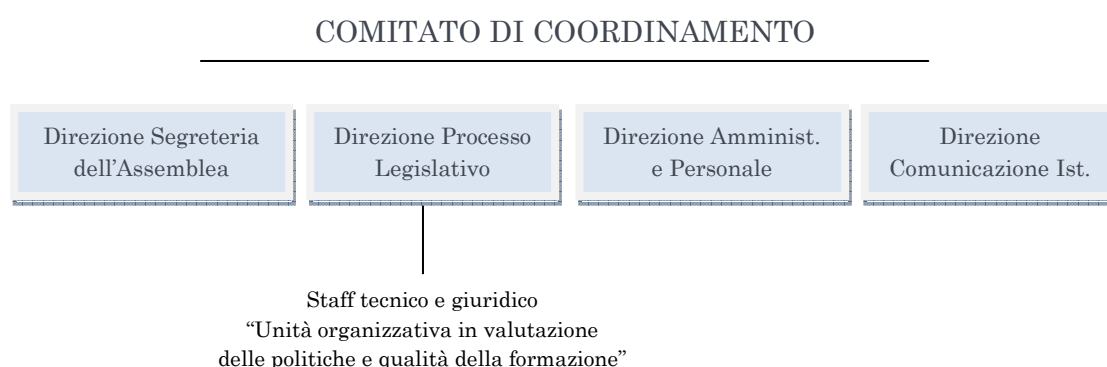 COMITATO DI COORDINAMENTO
Direzione Segreteria
dell'Assemblea
Direzione Processo
Legislativo
Direzione Amminist.
e Personale
Direzione
Comunicazione Ist.
Staff tecnico e giuridico
“Unità organizzativa in valutazione
delle politiche e qualità della formazione”